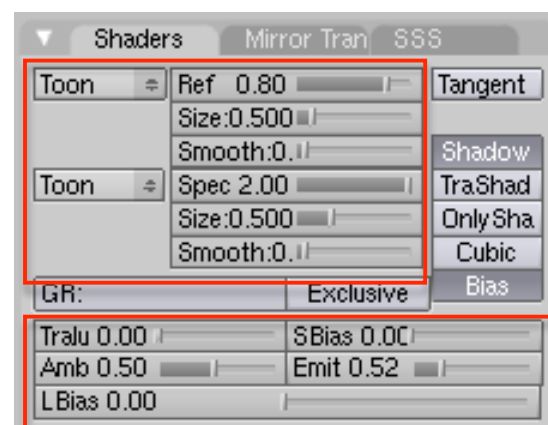 Shaders Mirror Tran SSS
Toon Ref 0.80 Tangent
Size:0.500
Smooth:0. Shadow
Toon Spec 2.00 TraShad
Size:0.500 OnlySha
Smooth:0. Cubic
GR: Exclusive Bias
Tralu 0.00 SBias 0.00
Amb 0.50 Emit 0.52
LBias 0.00